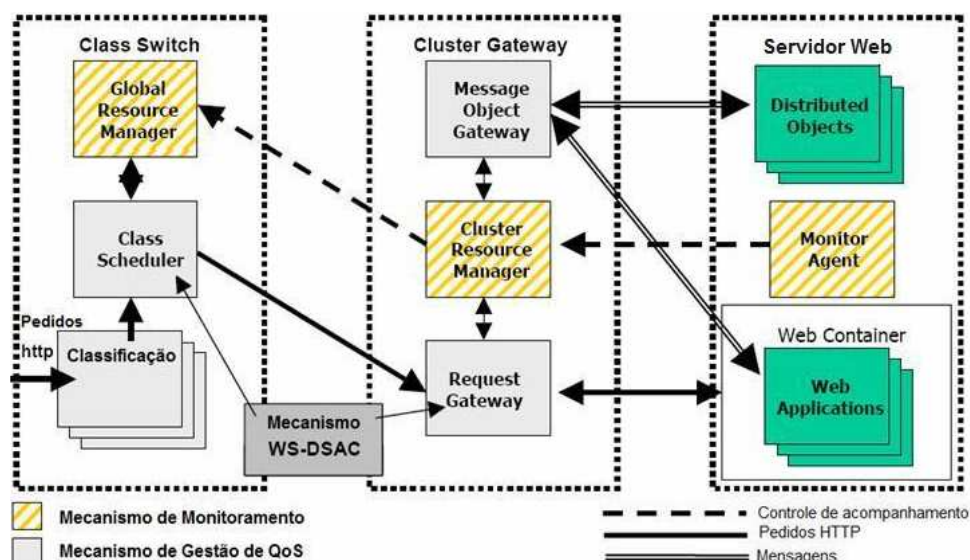 Class Switch
Global
Resource
Manager
Class
Scheduler
Pedidos
http
Classificação
Mecanismo
WS-DSAC
Cluster Gateway
Message
Object
Gateway
Cluster
Resource
Manager
Request
Gateway
Servidor Web
Distributed
Objects
Monitor
Agent
Web Container
Web
Applications
Mecanismo de Monitoramento
Mecanismo de Gestão de QoS
Controle de acompanhamento
Pedidos HTTP
Mensagens